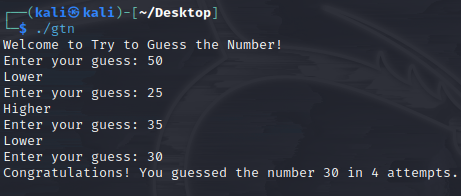 ┌──(kali㉿kali)-[~/Desktop]
└─$ ./gtn
Welcome to Try to Guess the Number!
Enter your guess: 50
Lower
Enter your guess: 25
Higher
Enter your guess: 35
Lower
Enter your guess: 30
Congratulations! You guessed the number 30 in 4 attempts.